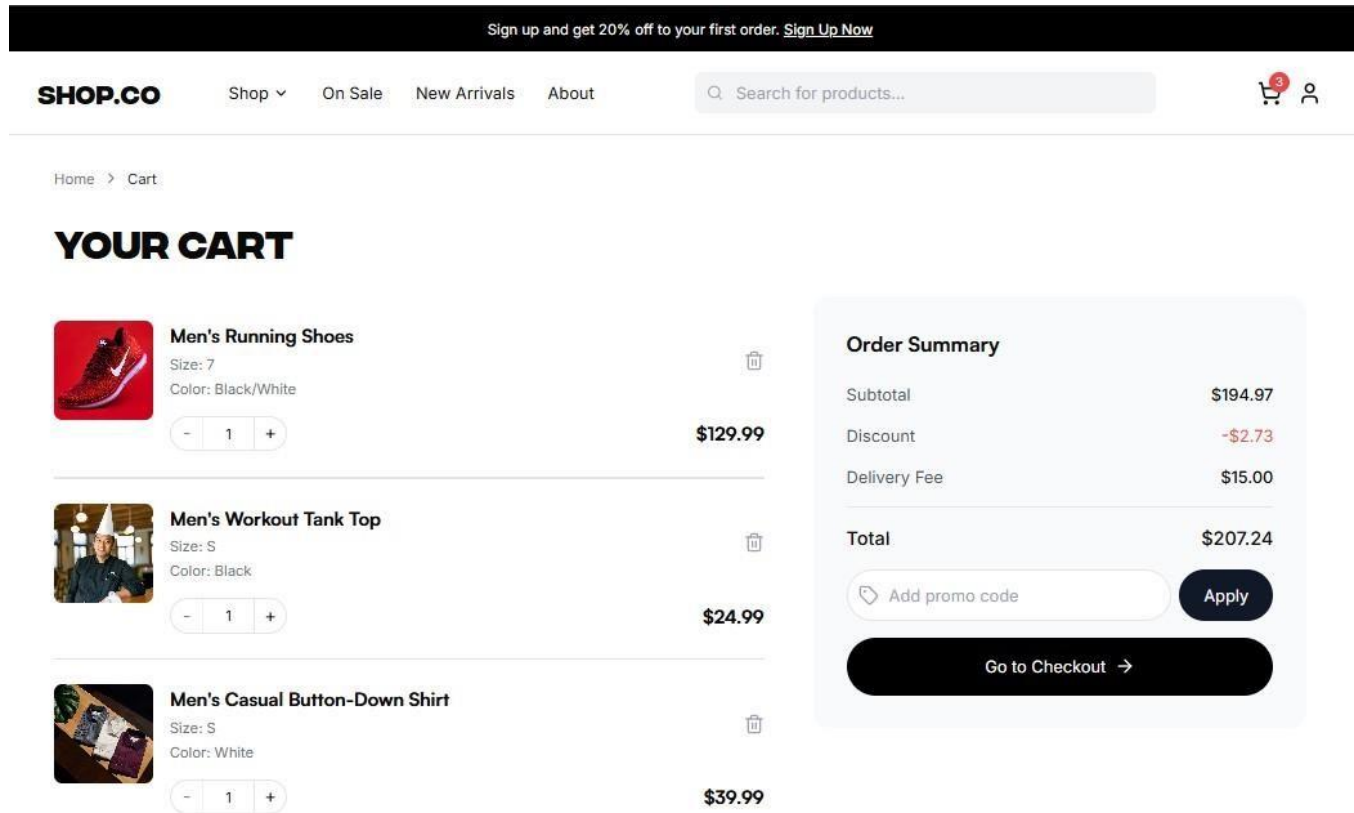 Sign up and get 20% off to your first order. Sign Up Now
SHOP.CO Shop On Sale New Arrivals About Search for products... 3
Home > Cart
YOUR CART
Men's Running Shoes
Size: 7
Color: Black/White
- 1 + $129.99
Men's Workout Tank Top
Size: S
Color: Black
- 1 + $24.99
Men's Casual Button-Down Shirt
Size: S
Color: White
- 1 + $39.99
Order Summary
Subtotal $194.97
Discount -$2.73
Delivery Fee $15.00
Total $207.24
Add promo code Apply
Go to Checkout →